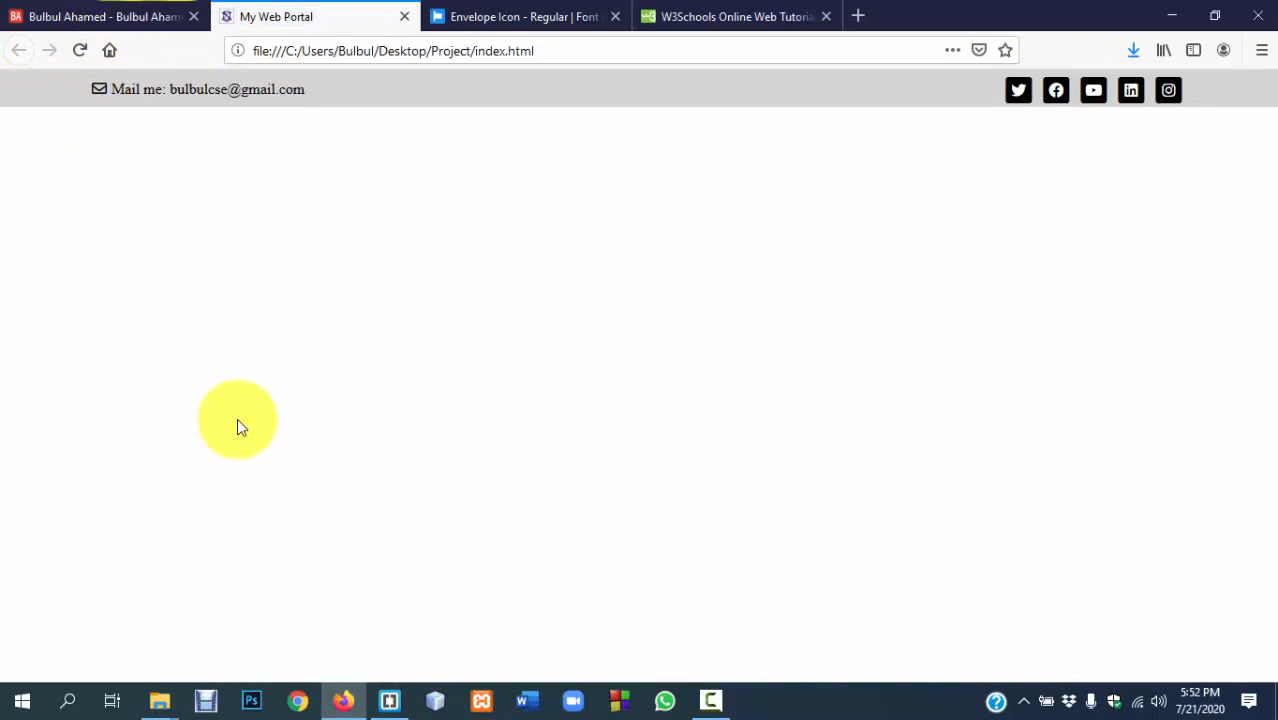 BA Bulbul Ahamed - Bulbul Aham
My Web Portal
Envelope Icon - Regular | Font
W3Schools Online Web Tutoria
file:///C:/Users/Bulbul/Desktop/Project/index.html
Mail me: bulbulcse@gmail.com
5:52 PM
7/21/2020